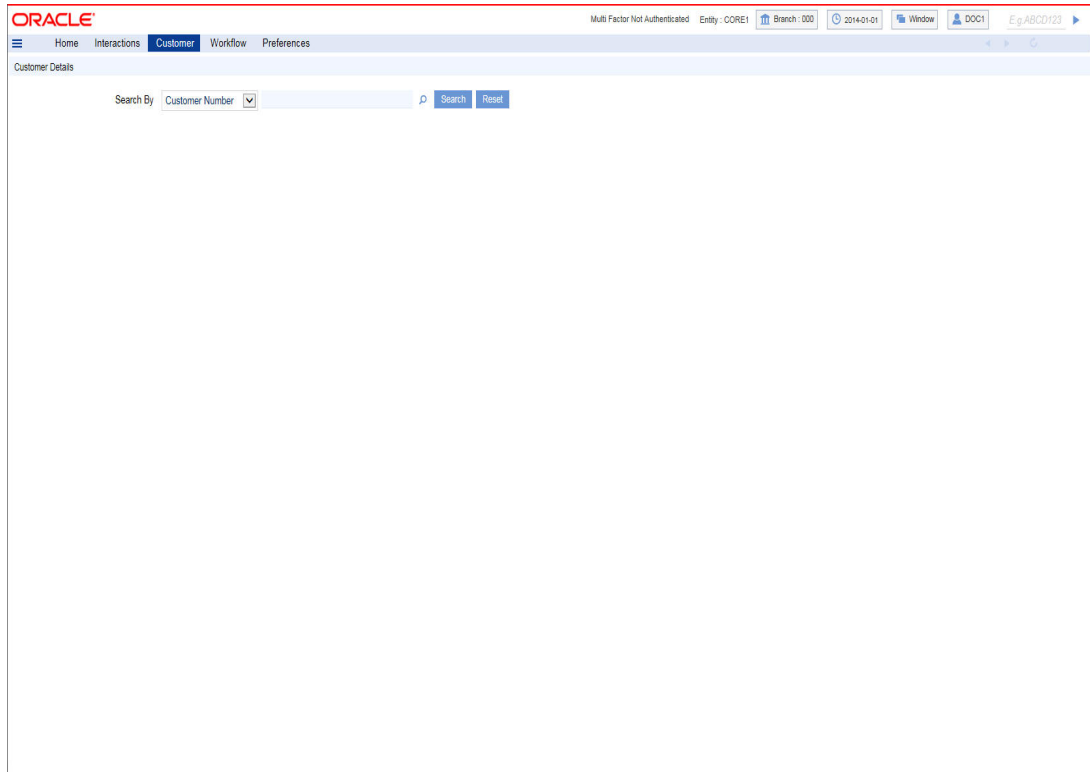 ORACLE Multi Factor Not Authenticated Entity : CORE1 Branch : 000 2014-01-01 Window DOC1 E.g.ABCD123
Home Interactions Customer Workflow Preferences
Customer Details
Search By Customer Number Search Reset